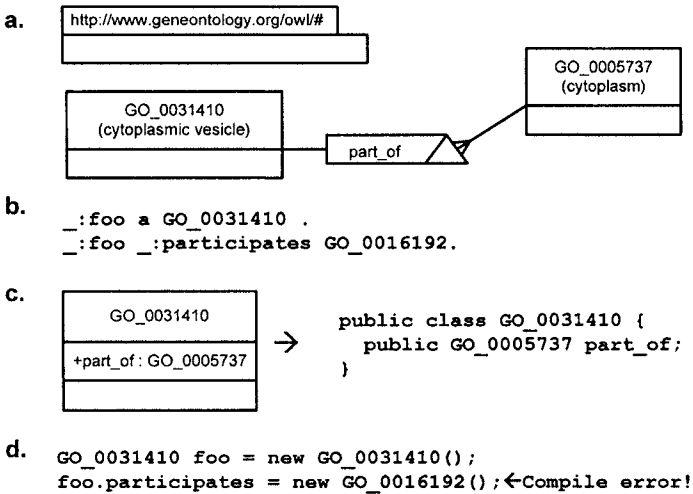 a.
http://www.geneontology.org/owl/#
GO_0005737
(cytoplasm)
GO_0031410
(cytoplasmic vesicle)
part_of
b.
_:foo a GO_0031410 .
_:foo _:participates GO_0016192.
c.
GO_0031410
+part_of : GO_0005737
→
public class GO_0031410 {
public GO_0005737 part_of;
}
d.
GO_0031410 foo = new GO_0031410();
foo.participates = new GO_0016192();←Compile error!